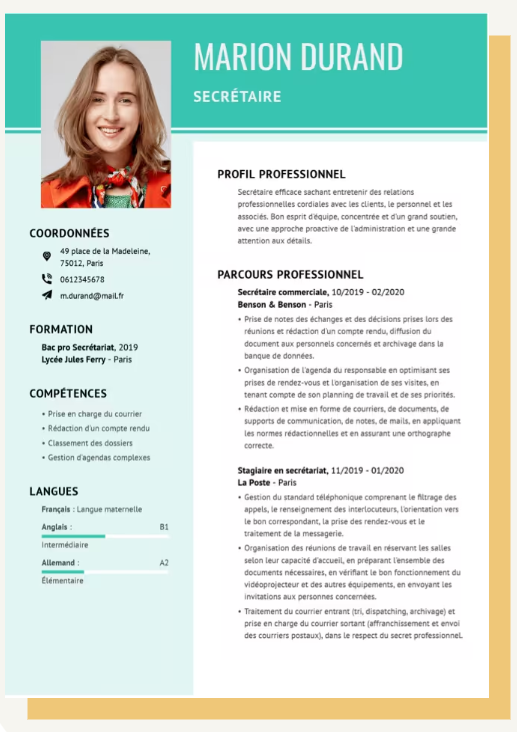 MARION DURAND
SECRÉTAIRE
COORDONNÉES
49 place de la Madeleine,
75012, Paris
0612345678
m.durand@mail.fr
FORMATION
Bac pro Secrétariat, 2019
Lycée Jules Ferry - Paris
COMPÉTENCES
• Prise en charge du courrier
• Rédaction d'un compte rendu
• Classement des dossiers
• Gestion d'agendas complexes
LANGUES
Français : Langue maternelle
Anglais : B1
Intermédiaire
Allemand : A2
Élémentaire
PROFIL PROFESSIONNEL
Secrétaire efficace sachant entretenir des relations
professionnelles cordiales avec les clients, le personnel et les
associés. Bon esprit d'équipe, concentrée et d'un grand soutien,
avec une approche proactive de l'administration et une grande
attention aux détails.
PARCOURS PROFESSIONNEL
Secrétaire commerciale, 10/2019 - 02/2020
Benson & Benson - Paris
• Prise de notes des échanges et des décisions prises lors des
réunions et rédaction d'un compte rendu, diffusion du
document aux personnels concernés et archivage dans la
banque de données.
• Organisation de l'agenda du responsable en optimisant ses
prises de rendez-vous et l'organisation de ses visites, en
tenant compte de son planning de travail et de ses priorités.
• Rédaction et mise en forme de courriers, de documents, de
supports de communication, de notes, de mails, en appliquant
les normes rédactionnelles et en assurant une orthographe
correcte.
Stagiaire en secrétariat, 11/2019 - 01/2020
La Poste - Paris
• Gestion du standard téléphonique comprenant le filtrage des
appels, le renseignement des interlocuteurs, l'orientation vers
le bon correspondant, la prise des rendez-vous et le
traitement de la messagerie.
• Organisation des réunions de travail en réservant les salles
selon leur capacité d'accueil, en préparant l'ensemble des
documents nécessaires, en vérifiant le bon fonctionnement du
vidéoprojecteur et des autres équipements, en envoyant les
invitations aux personnes concernées.
• Traitement du courrier entrant (tri, dispatching, archivage) et
prise en charge du courrier sortant (affranchissement et envoi
des courriers postaux), dans le respect du secret professionnel.